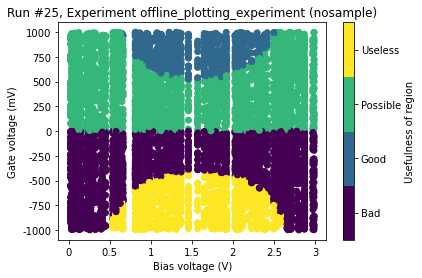 Run #25, Experiment offline_plotting_experiment (nosample)
1000
750
500
250
0
-250
-500
-750
-1000
Gate voltage (mV)
0
0.5
1
1.5
2
2.5
3
Bias voltage (V)
Useless
Possible
Good
Bad
Usefulness of region